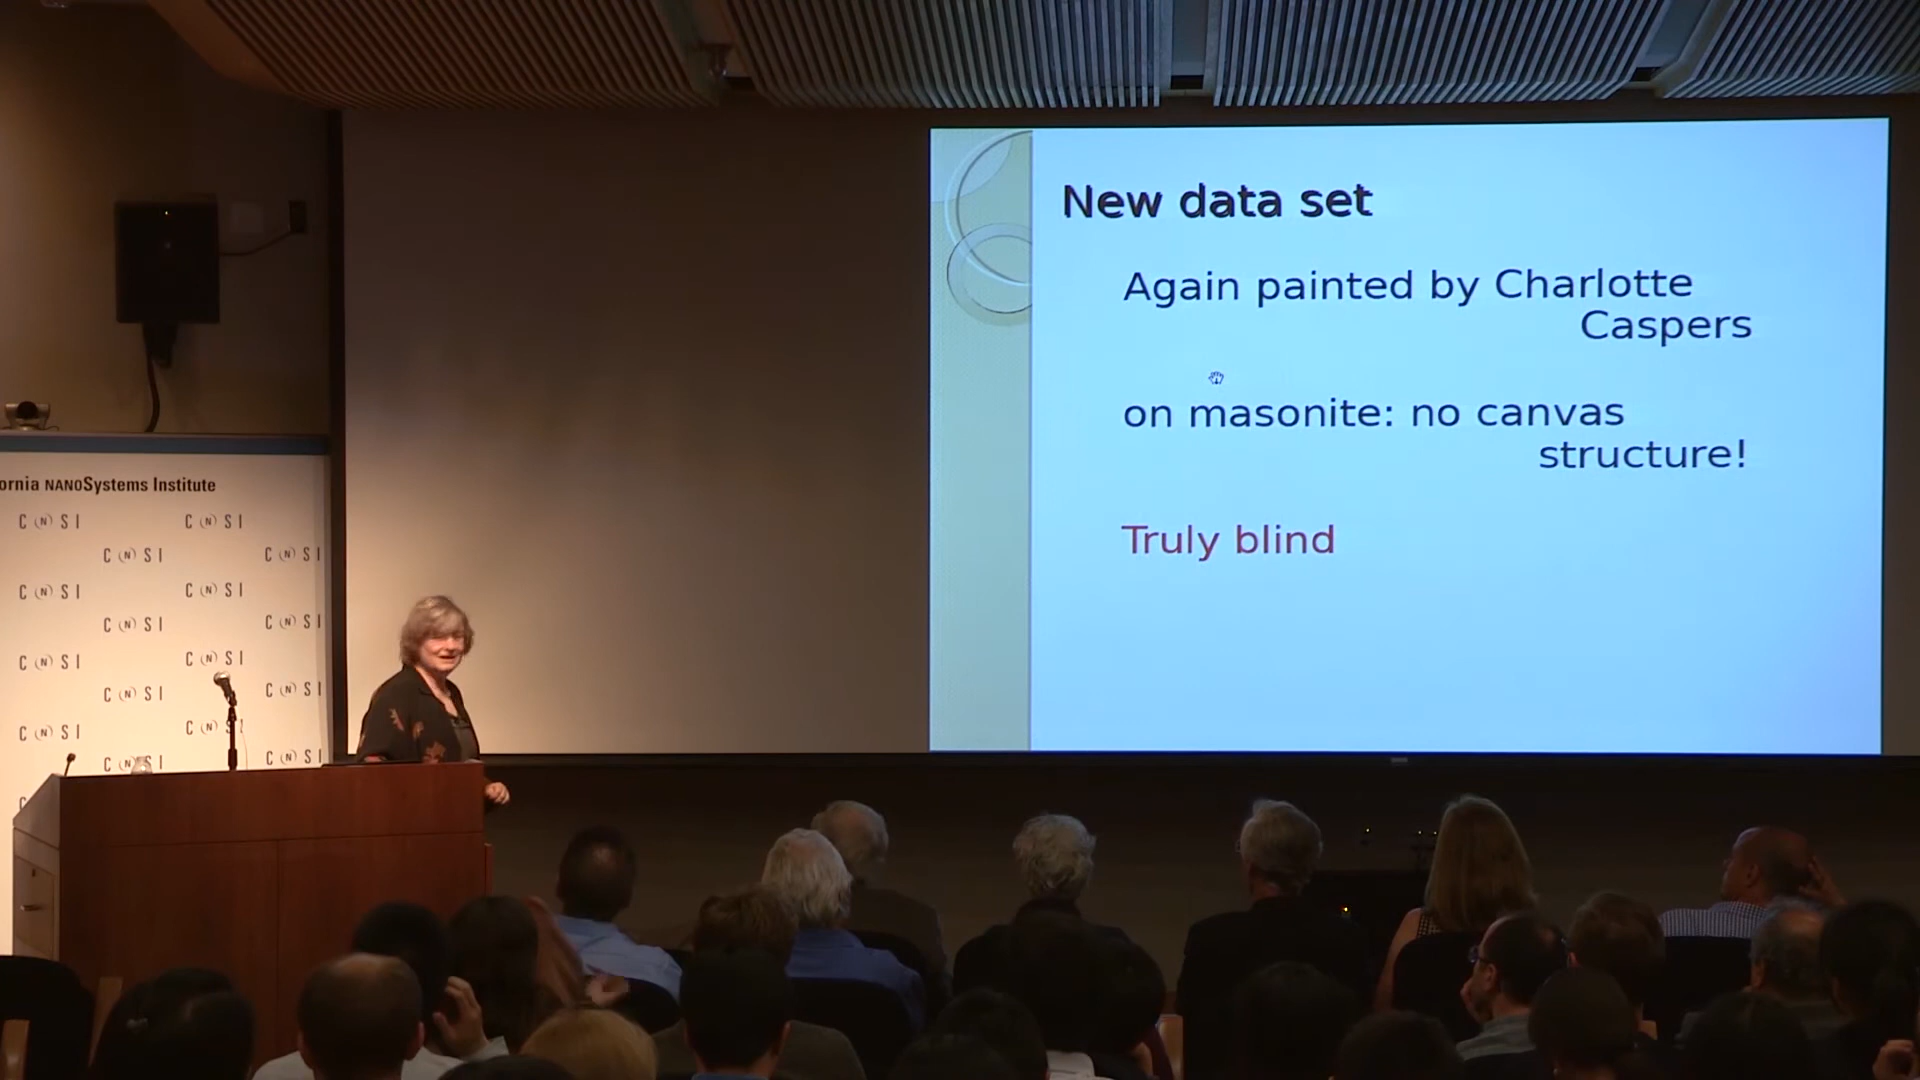 New data set
Again painted by Charlotte
Caspers
on masonite: no canvas
structure!
Truly blind
ornia NANOSystems Institute
C N S I C N S I
C N S I C N S I
C N S I C N S I
C N S I C N S I
C N S I C N S I
C N S I C N S I
C N S I C N S I
C N S I C N S I